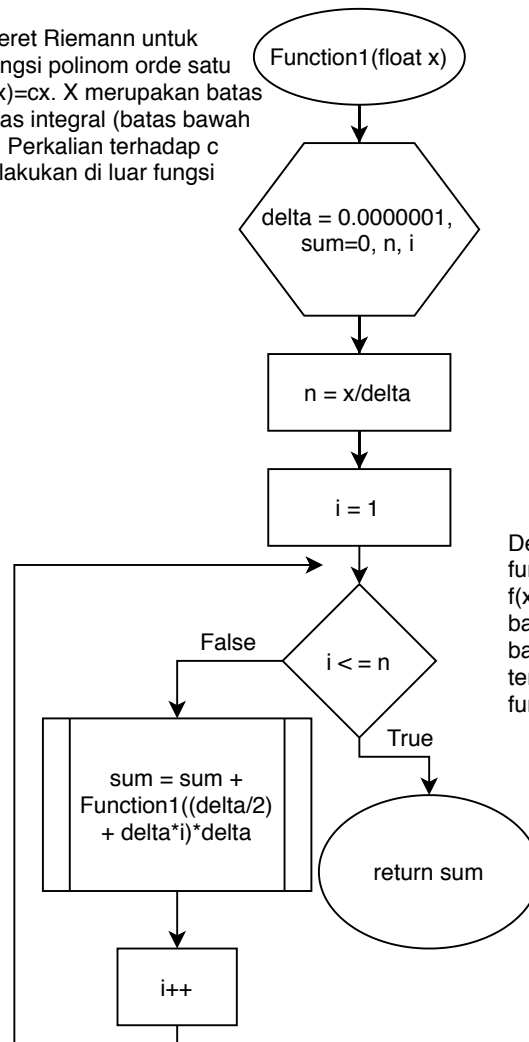 eret Riemann untuk
ngsi polinom orde satu
x)=cx. X merupakan batas
as integral (batas bawah
Perkalian terhadap c
lakukan di luar fungsi
Function1(float x)
delta = 0.0000001,
sum=0, n, i
n = x/delta
i = 1
i < = n
False
True
sum = sum +
Function1((delta/2)
+ delta*i)*delta
return sum
i++
De
fur
f(x
ba
ba
ter
fur